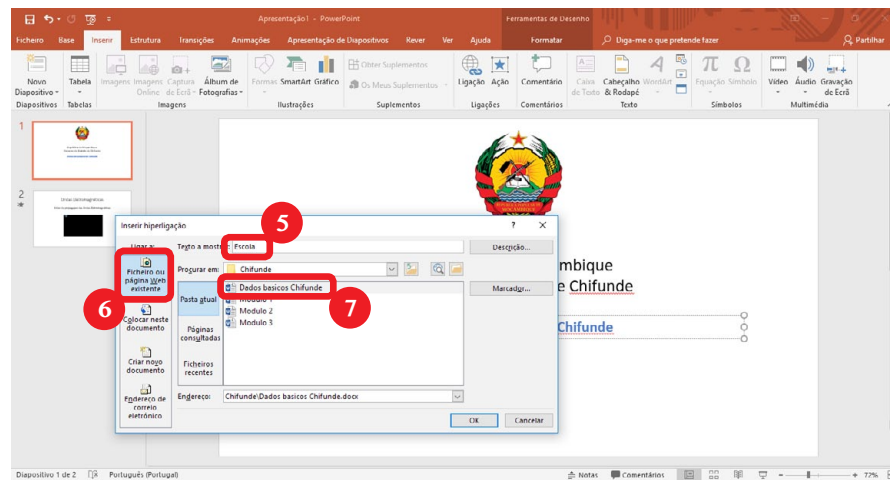 Apresentação1 - PowerPoint
Ferramentas de Desenho
Ficheiro Base Inserir Estrutura Transições Animações Apresentação de Diapositivos Rever Ver Ajuda Formatar Diga-me o que pretende fazer Partilhar
Obter Suplementos
Os Meus Suplementos
Novo Diapositivo Tabela Imagens Imagens Online Captura de Ecrã Álbum de Fotografias Formas SmartArt Gráfico Ligação Ação Comentário Caixa de Texto Cabeçalho & Rodapé WordArt Equação Símbolo Vídeo Áudio Gravação de Ecrã
Diapositivos Tabelas Imagens Ilustrações Suplementos Ligações Comentários Texto Símbolos Multimédia
1
2
Inserir hiperligação ? X
5
Ligar a: Texto a mostrar: Escola Descrição...
Ficheiro ou página Web existente
Procurar em: Chifunde
6
Pasta atual
Dados basicos Chifunde
Marcador...
7
Modulo 1
Modulo 2
Modulo 3
Colocar neste documento
Páginas consultadas
Criar novo documento
Ficheiros recentes
Endereço de correio eletrónico
Endereço: Chifunde\Dados basicos Chifunde.docx
OK Cancelar
mbique
e Chifunde
Chifunde
Diapositivo 1 de 2 Português (Portugal) Notas Comentários 72%